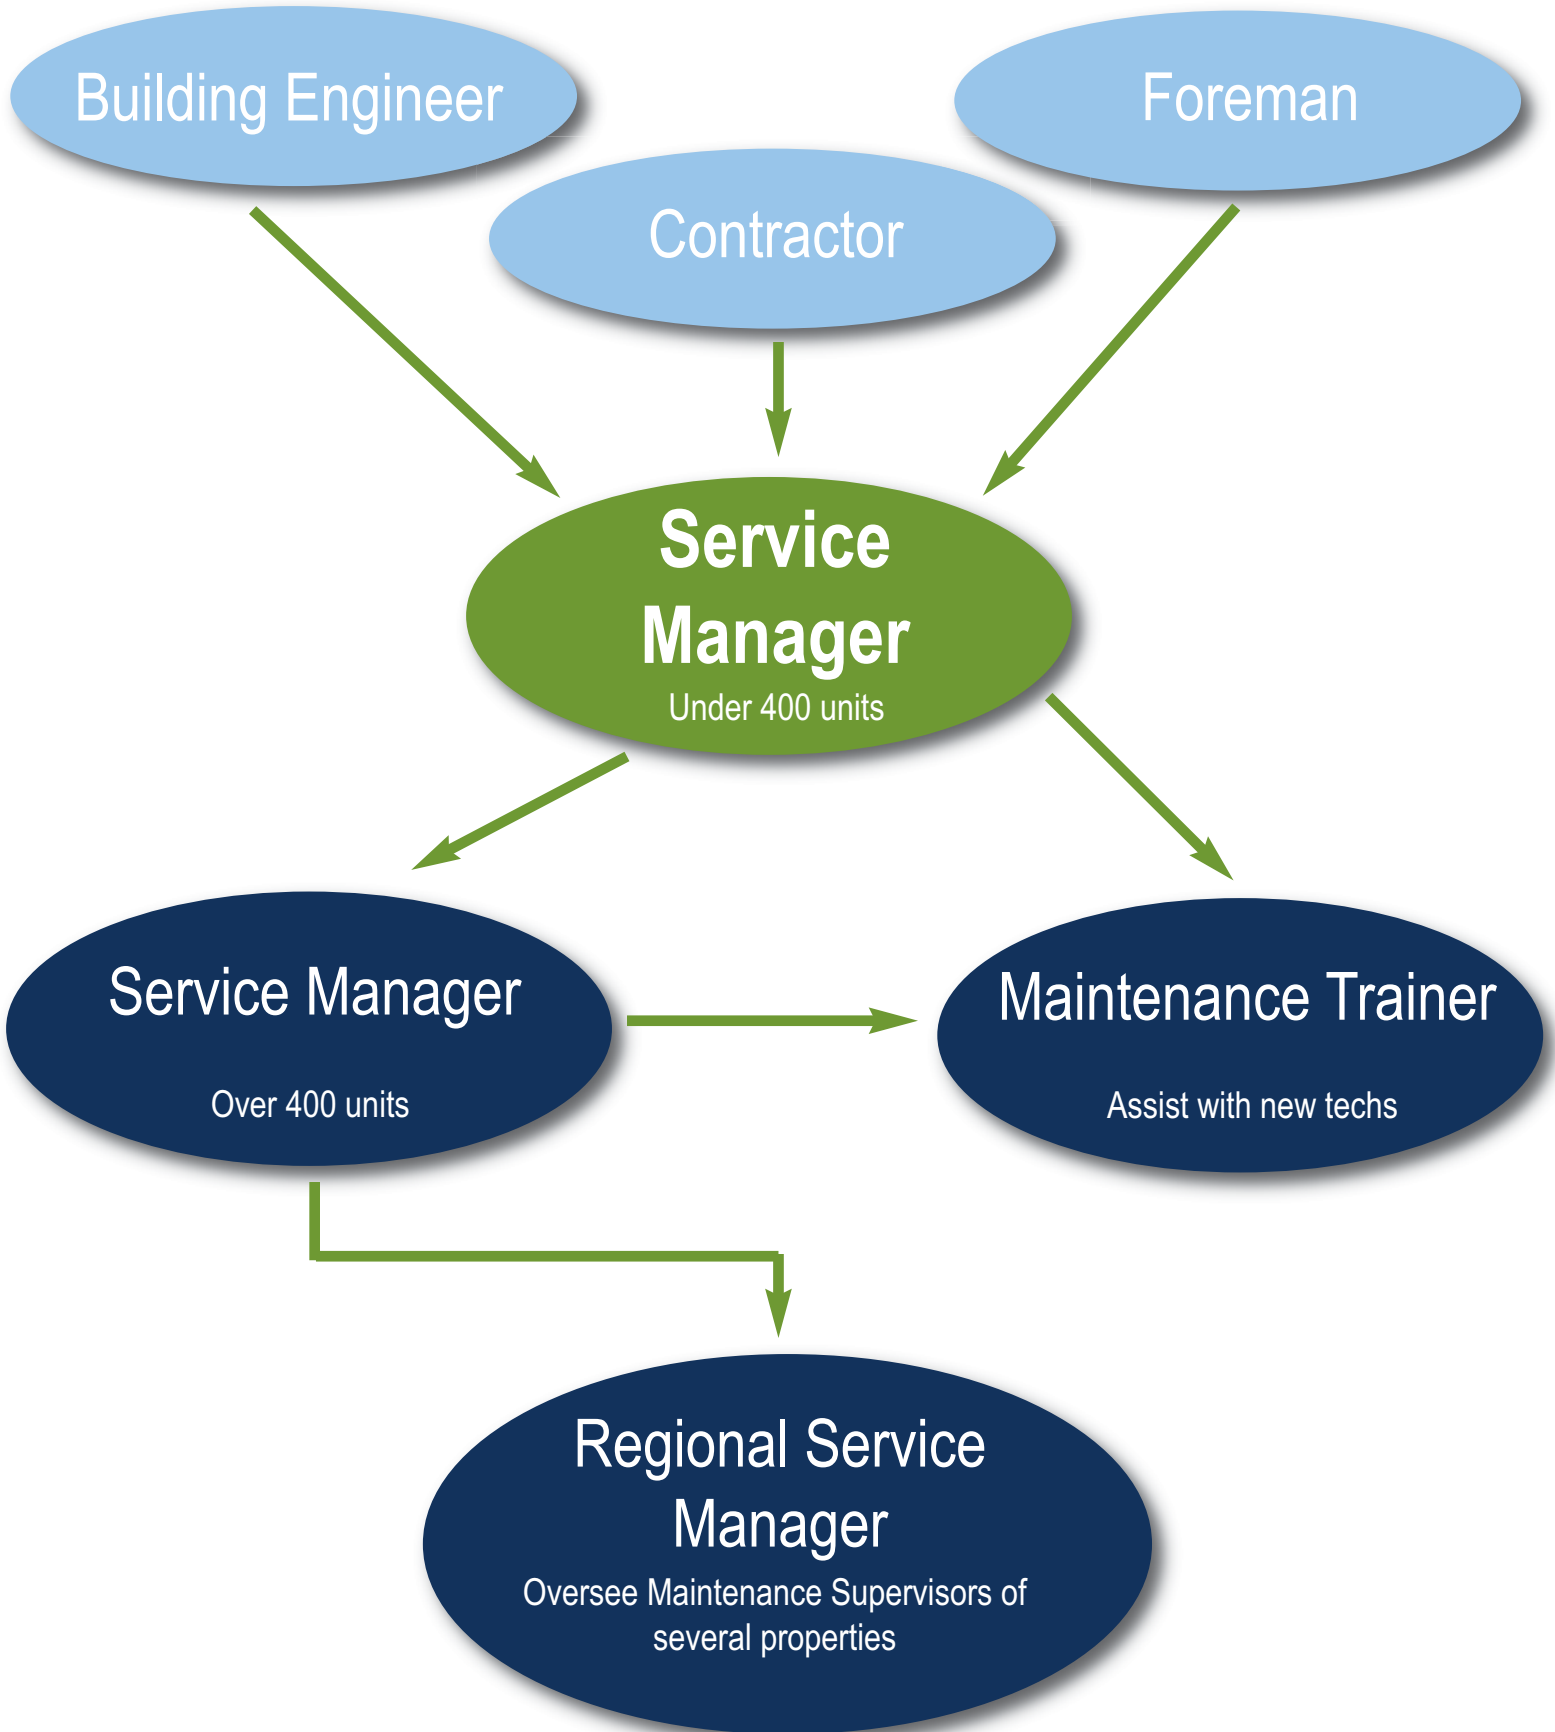 Building Engineer
Foreman
Contractor
Service
Manager
Under 400 units
Service Manager
Over 400 units
Maintenance Trainer
Assist with new techs
Regional Service
Manager
Oversee Maintenance Supervisors of
several properties